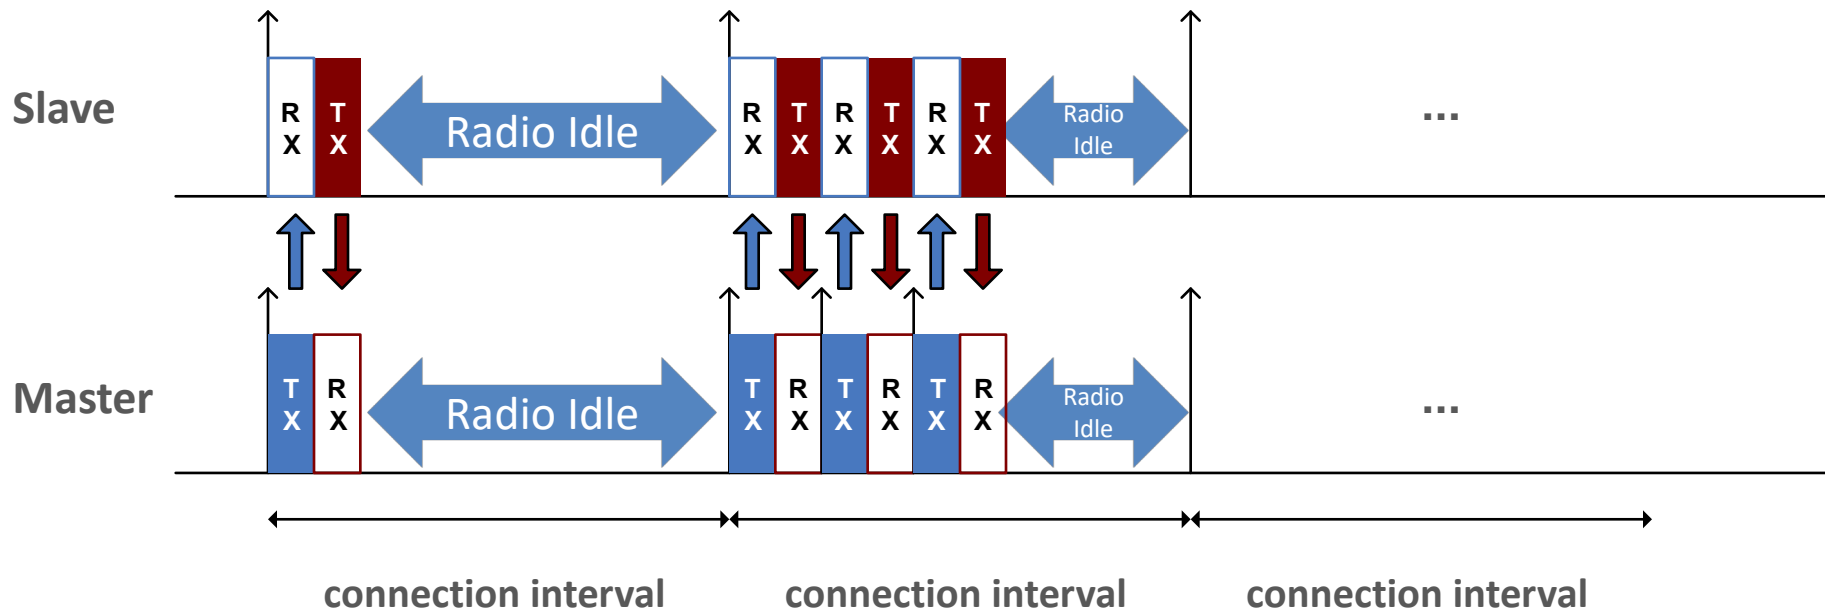 Slave
R T
X X
Radio Idle
R T R T R T
X X X X X X
Radio
Idle
...
Master
T R
X X
Radio Idle
T R T R T R
X X X X X X
Radio
Idle
...
connection interval
connection interval
connection interval